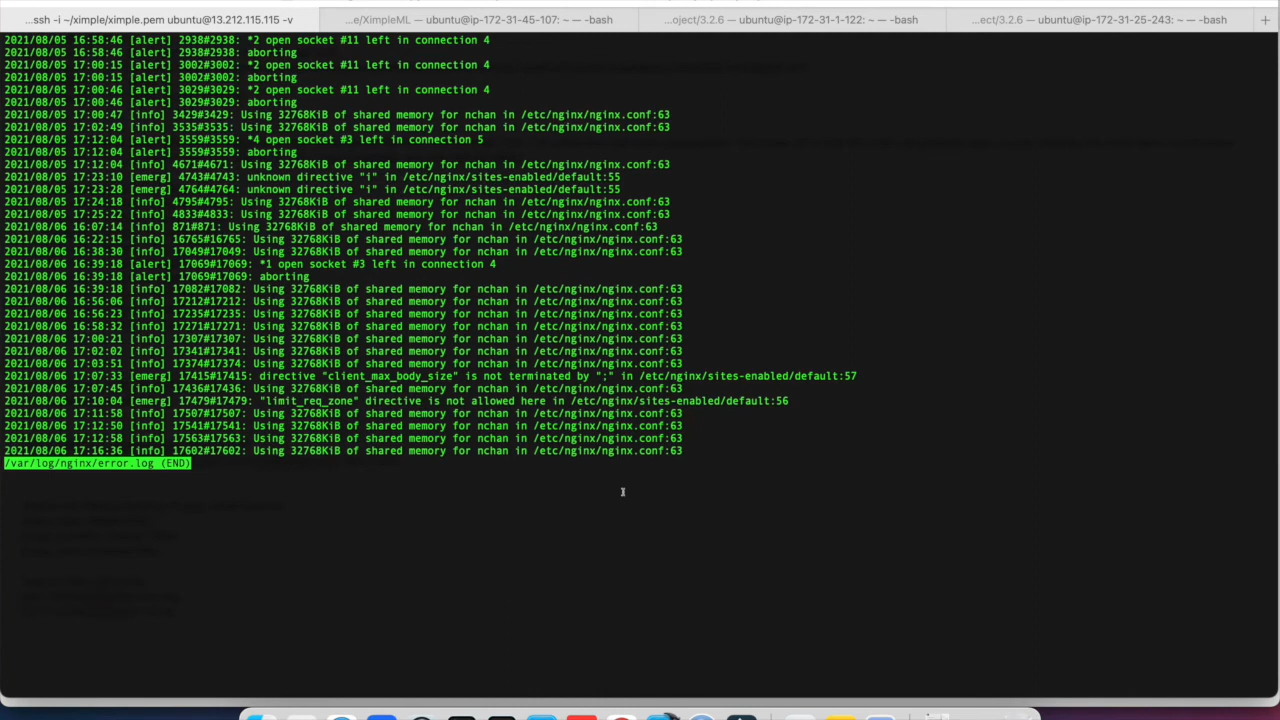 ...ssh -i ~/ximple/ximple.pem ubuntu@13.212.115.115 -v
...e/XimpleML — ubuntu@ip-172-31-45-107: ~ — -bash
...oject/3.2.6 — ubuntu@ip-172-31-1-122: ~ — -bash
...ect/3.2.6 — ubuntu@ip-172-31-25-243: ~ — -bash
+
2021/08/05 16:58:46 [alert] 2938#2938: *2 open socket #11 left in connection 4
2021/08/05 16:58:46 [alert] 2938#2938: aborting
2021/08/05 17:00:15 [alert] 3002#3002: *2 open socket #11 left in connection 4
2021/08/05 17:00:15 [alert] 3002#3002: aborting
2021/08/05 17:00:46 [alert] 3029#3029: *2 open socket #11 left in connection 4
2021/08/05 17:00:46 [alert] 3029#3029: aborting
2021/08/05 17:00:47 [info] 3429#3429: Using 32768KiB of shared memory for nchan in /etc/nginx/nginx.conf:63
2021/08/05 17:02:49 [info] 3535#3535: Using 32768KiB of shared memory for nchan in /etc/nginx/nginx.conf:63
2021/08/05 17:12:04 [alert] 3559#3559: *4 open socket #3 left in connection 5
2021/08/05 17:12:04 [alert] 3559#3559: aborting
2021/08/05 17:12:04 [info] 4671#4671: Using 32768KiB of shared memory for nchan in /etc/nginx/nginx.conf:63
2021/08/05 17:23:10 [emerg] 4743#4743: unknown directive "i" in /etc/nginx/sites-enabled/default:55
2021/08/05 17:23:28 [emerg] 4764#4764: unknown directive "i" in /etc/nginx/sites-enabled/default:55
2021/08/05 17:24:18 [info] 4795#4795: Using 32768KiB of shared memory for nchan in /etc/nginx/nginx.conf:63
2021/08/05 17:25:22 [info] 4833#4833: Using 32768KiB of shared memory for nchan in /etc/nginx/nginx.conf:63
2021/08/06 16:07:14 [info] 871#871: Using 32768KiB of shared memory for nchan in /etc/nginx/nginx.conf:63
2021/08/06 16:22:15 [info] 16765#16765: Using 32768KiB of shared memory for nchan in /etc/nginx/nginx.conf:63
2021/08/06 16:38:30 [info] 17049#17049: Using 32768KiB of shared memory for nchan in /etc/nginx/nginx.conf:63
2021/08/06 16:39:18 [alert] 17069#17069: *1 open socket #3 left in connection 4
2021/08/06 16:39:18 [alert] 17069#17069: aborting
2021/08/06 16:39:18 [info] 17082#17082: Using 32768KiB of shared memory for nchan in /etc/nginx/nginx.conf:63
2021/08/06 16:56:06 [info] 17212#17212: Using 32768KiB of shared memory for nchan in /etc/nginx/nginx.conf:63
2021/08/06 16:56:23 [info] 17235#17235: Using 32768KiB of shared memory for nchan in /etc/nginx/nginx.conf:63
2021/08/06 16:58:32 [info] 17271#17271: Using 32768KiB of shared memory for nchan in /etc/nginx/nginx.conf:63
2021/08/06 17:00:21 [info] 17307#17307: Using 32768KiB of shared memory for nchan in /etc/nginx/nginx.conf:63
2021/08/06 17:02:02 [info] 17341#17341: Using 32768KiB of shared memory for nchan in /etc/nginx/nginx.conf:63
2021/08/06 17:03:51 [info] 17374#17374: Using 32768KiB of shared memory for nchan in /etc/nginx/nginx.conf:63
2021/08/06 17:07:33 [emerg] 17415#17415: directive "client_max_body_size" is not terminated by ";" in /etc/nginx/sites-enabled/default:57
2021/08/06 17:07:45 [info] 17436#17436: Using 32768KiB of shared memory for nchan in /etc/nginx/nginx.conf:63
2021/08/06 17:10:04 [emerg] 17479#17479: "limit_req_zone" directive is not allowed here in /etc/nginx/sites-enabled/default:56
2021/08/06 17:11:58 [info] 17507#17507: Using 32768KiB of shared memory for nchan in /etc/nginx/nginx.conf:63
2021/08/06 17:12:50 [info] 17541#17541: Using 32768KiB of shared memory for nchan in /etc/nginx/nginx.conf:63
2021/08/06 17:12:58 [info] 17563#17563: Using 32768KiB of shared memory for nchan in /etc/nginx/nginx.conf:63
2021/08/06 17:16:36 [info] 17602#17602: Using 32768KiB of shared memory for nchan in /etc/nginx/nginx.conf:63
/var/log/nginx/error.log (END)